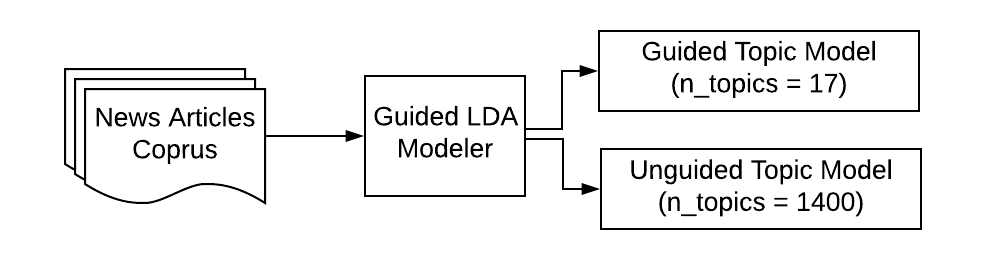 News Articles
Coprus
Guided LDA
Modeler
Guided Topic Model
(n_topics = 17)
Unguided Topic Model
(n_topics = 1400)